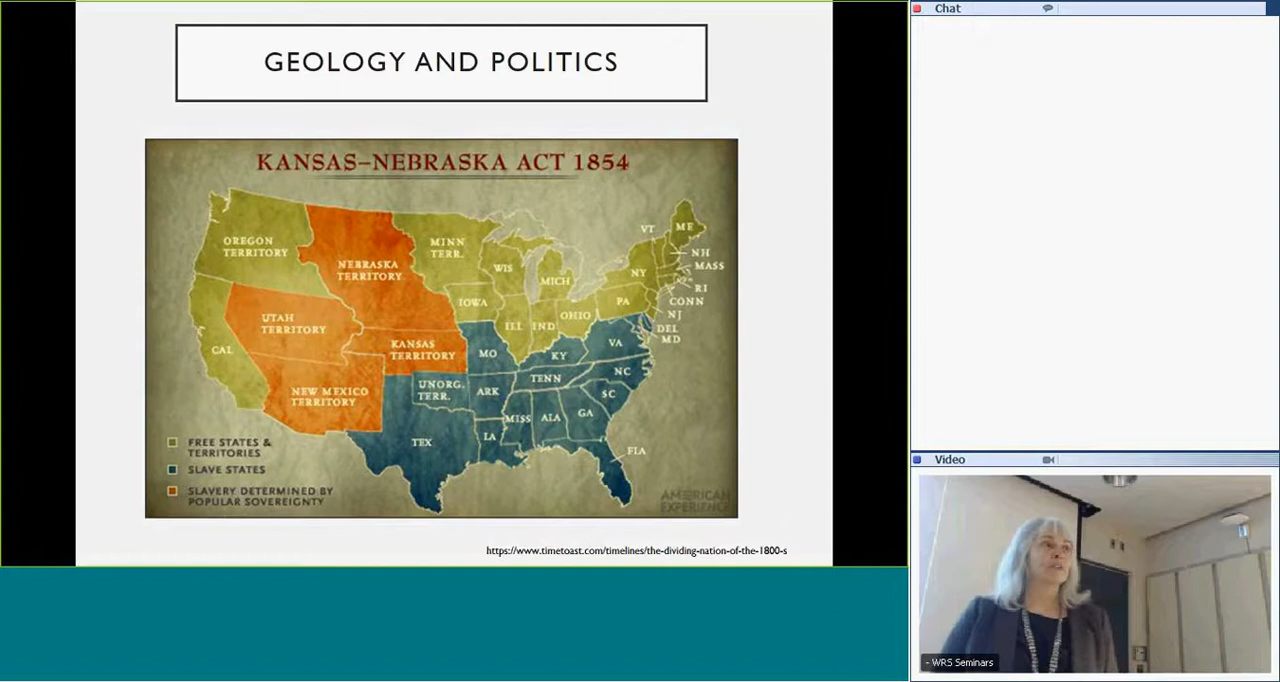 GEOLOGY AND POLITICS
KANSAS–NEBRASKA ACT 1854
OREGON
TERRITORY
NEBRASKA
TERRITORY
MINN
TERR.
WIS
MICH
VT
ME
NH
MASS
NY
RI
CONN
NJ
PA
IOWA
ILL
IND
OHIO
DEL
MD
UTAH
TERRITORY
CAL
KANSAS
TERRITORY
MO
KY
VA
NEW MEXICO
TERRITORY
UNORG.
TERR.
ARK
TENN
NC
SC
MISS
ALA
GA
TEX
LA
FLA
FREE STATES &
TERRITORIES
SLAVE STATES
SLAVERY DETERMINED BY
POPULAR SOVEREIGNTY
AMERICAN
EXPERIENCE
https://www.timetoast.com/timelines/the-dividing-nation-of-the-1800-s
Chat
Video
- WRS Seminars